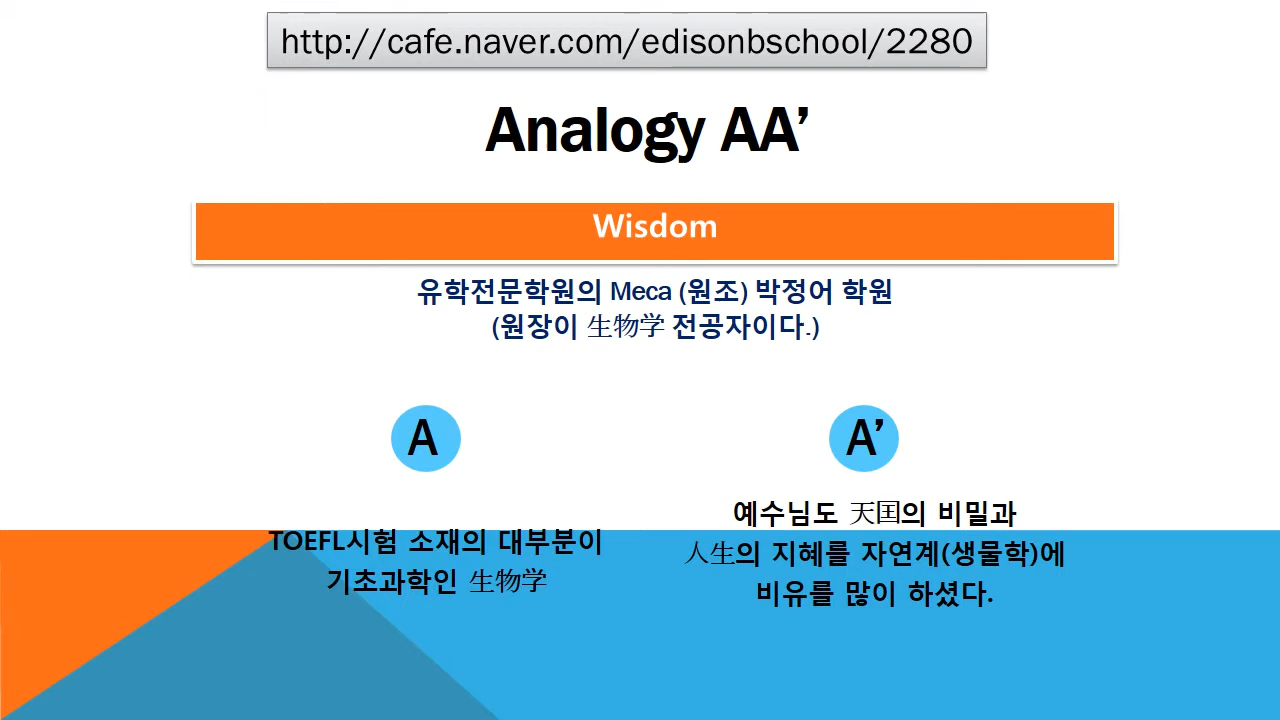 http://cafe.naver.com/edisonbschool/2280
Analogy AA’
Wisdom
유학전문학원의 Meca (원조) 박정어 학원
(원장이 生物学 전공자이다.)
A
TOEFL시험 소재의 대부분이
기초과학인 生物学
A’
예수님도 天囯의 비밀과
人生의 지혜를 자연계(생물학)에
비유를 많이 하셨다.